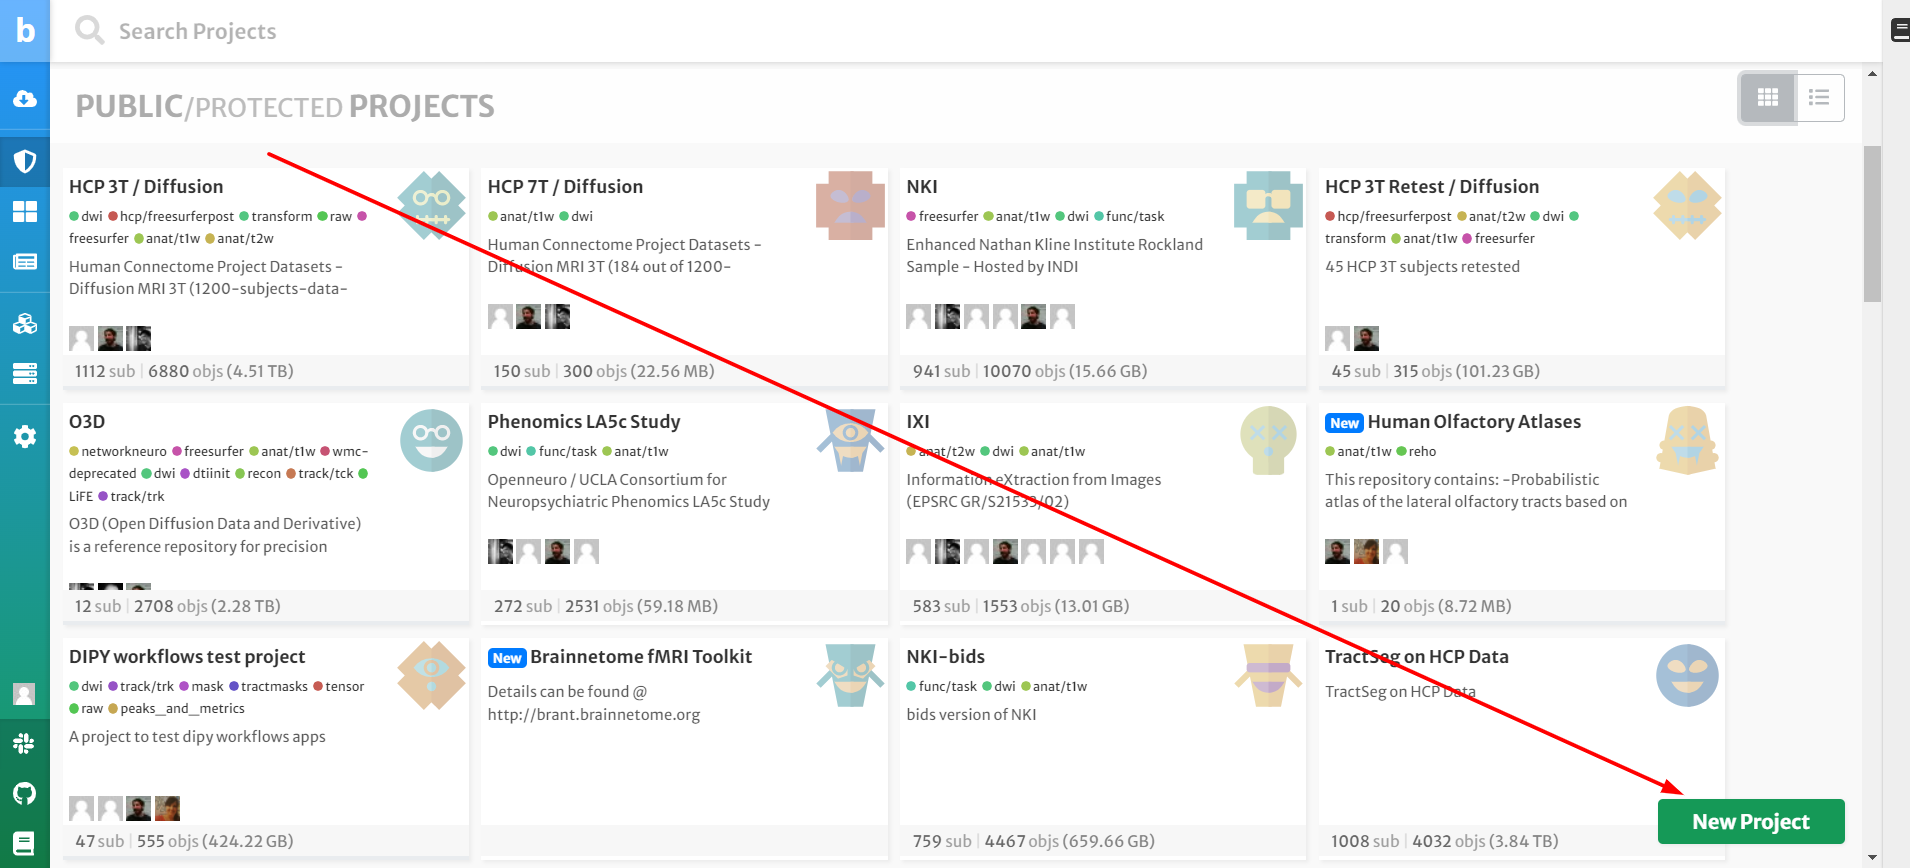 b
Search Projects
PUBLIC/PROTECTED PROJECTS
HCP 3T / Diffusion
dwi hcp/freesurferpost transform raw
freesurfer anat/t1w anat/t2w
Human Connectome Project Datasets -
Diffusion MRI 3T (1200-subjects-data-
1112 sub | 6880 objs (4.51 TB)
HCP 7T / Diffusion
anat/t1w dwi
Human Connectome Project Datasets -
Diffusion MRI 3T (184 out of 1200-
150 sub | 300 objs (22.56 MB)
NKI
freesurfer anat/t1w dwi func/task
Enhanced Nathan Kline Institute Rockland
Sample - Hosted by INDI
941 sub | 10070 objs (15.66 GB)
HCP 3T Retest / Diffusion
hcp/freesurferpost anat/t2w dwi
transform anat/t1w freesurfer
45 HCP 3T subjects retested
45 sub | 315 objs (101.23 GB)
O3D
networkneuro freesurfer anat/t1w wmc-
deprecated dwi dtiinit recon track/tck
LiFE track/trk
O3D (Open Diffusion Data and Derivative)
is a reference repository for precision
12 sub | 2708 objs (2.28 TB)
Phenomics LA5c Study
dwi func/task anat/t1w
Openneuro / UCLA Consortium for
Neuropsychiatric Phenomics LA5c Study
272 sub | 2531 objs (59.18 MB)
IXI
anat/t2w dwi anat/t1w
Information eXtraction from Images
(EPSRC GR/S21533/02)
583 sub | 1553 objs (13.01 GB)
New Human Olfactory Atlases
anat/t1w reho
This repository contains: -Probabilistic
atlas of the lateral olfactory tracts based on
1 sub | 20 objs (8.72 MB)
DIPY workflows test project
dwi track/trk mask tractmasks tensor
raw peaks_and_metrics
A project to test dipy workflows apps
47 sub | 555 objs (424.22 GB)
New Brainnetome fMRI Toolkit
Details can be found @
http://brant.brainnetome.org
NKI-bids
func/task dwi anat/t1w
bids version of NKI
759 sub | 4467 objs (659.66 GB)
TractSeg on HCP Data
TractSeg on HCP Data
1008 sub | 4032 objs (3.84 TB)
New Project